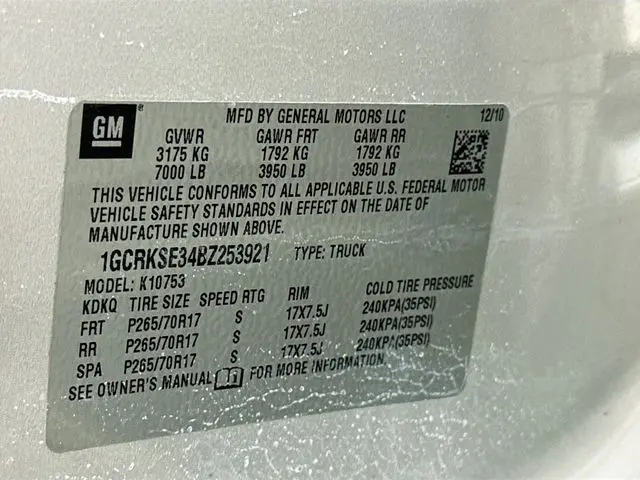 GM ®
MFD BY GENERAL MOTORS LLC 12/10
GVWR GAWR FRT GAWR RR
3175 KG 1792 KG 1792 KG
7000 LB 3950 LB 3950 LB
THIS VEHICLE CONFORMS TO ALL APPLICABLE U.S. FEDERAL MOTOR
VEHICLE SAFETY STANDARDS IN EFFECT ON THE DATE OF
MANUFACTURE SHOWN ABOVE.
1GCRKSE34BZ253921 TYPE: TRUCK
MODEL: K10753
KDKQ TIRE SIZE SPEED RTG RIM COLD TIRE PRESSURE
FRT P265/70R17 S 17X7.5J 240KPA(35PSI)
RR P265/70R17 S 17X7.5J 240KPA(35PSI)
SPA P265/70R17 S 17X7.5J 240KPA(35PSI)
SEE OWNER'S MANUAL FOR MORE INFORMATION.